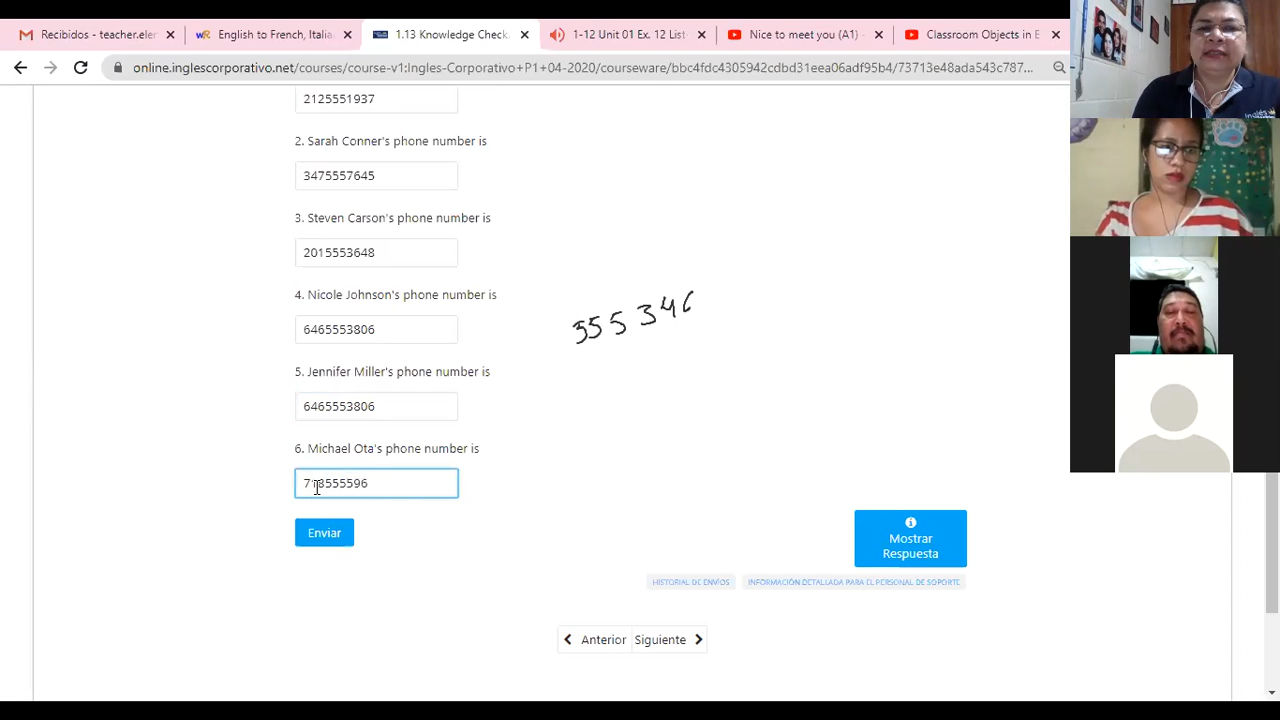 Recibidos - teacher.eler
English to French, Italia
1.13 Knowledge Check
1-12 Unit 01 Ex. 12 List
Nice to meet you (A1) -
Classroom Objects in E
online.inglescorporativo.net/courses/course-v1:Ingles-Corporativo+P1+04-2020/courseware/bbc4fdc4305942cdbd31eea06adf95b4/73713e48ada543c787...
2125551937
2. Sarah Conner's phone number is
3475557645
3. Steven Carson's phone number is
2015553648
4. Nicole Johnson's phone number is
6465553806
555 346
5. Jennifer Miller's phone number is
6465553806
6. Michael Ota's phone number is
718555596
Enviar
Mostrar
Respuesta
HISTORIAL DE ENVÍOS
INFORMACIÓN DETALLADA PARA EL PERSONAL DE SOPORTE
Anterior
Siguiente